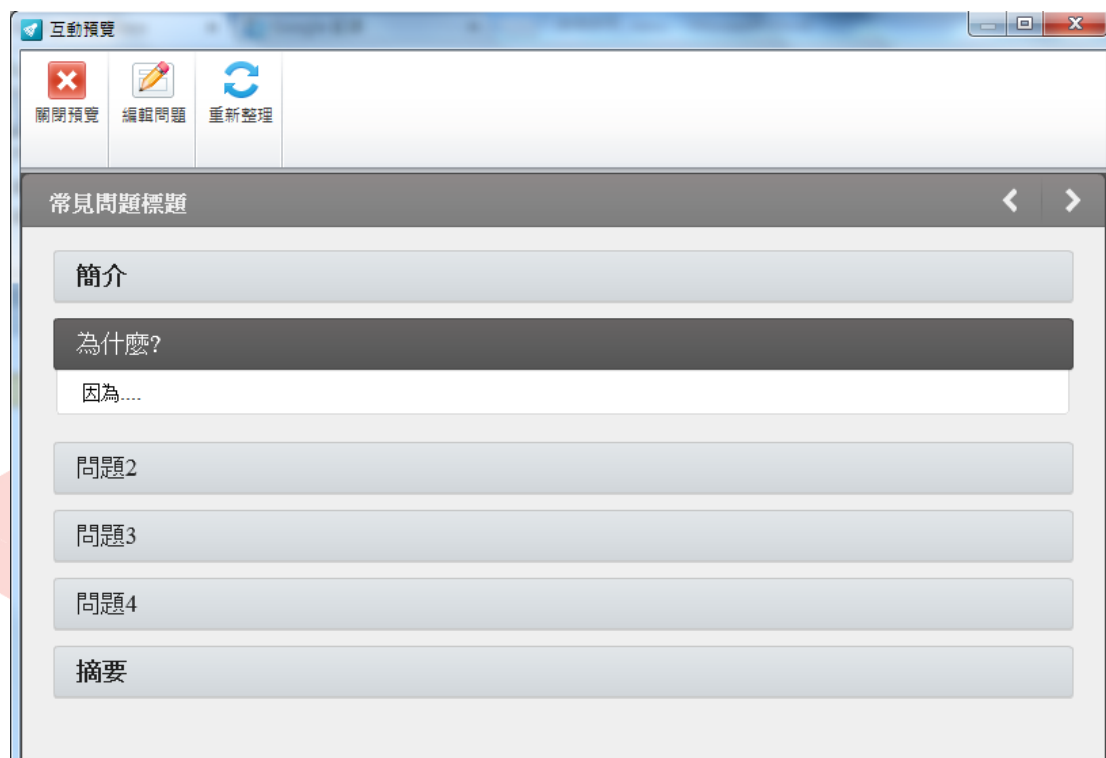 互動預覽
關閉預覽 編輯問題 重新整理
常見問題標題
簡介
為什麼?
因為....
問題2
問題3
問題4
摘要